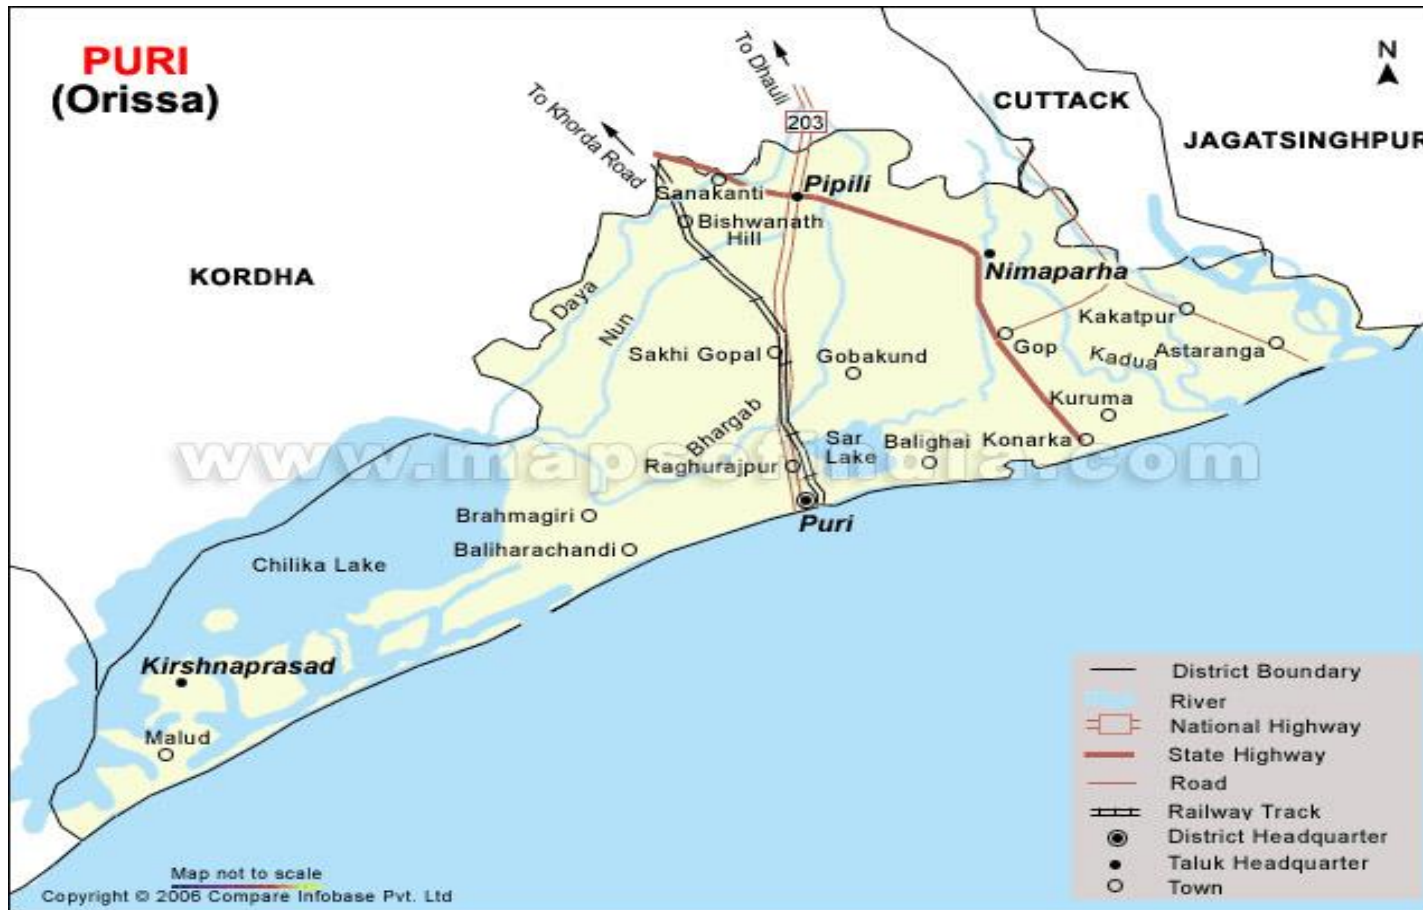 PURI
(Orissa)
N
To Dhauli
To Khorda Road
203
CUTTACK
JAGATSINGHPUR
KORDHA
Sanakanti
Pipili
Bishwanath
Hill
Nimaparha
Daya
Nun
Kakatpur
Sakhi Gopal
Gobakund
Gop
Kadua
Astaranga
Kuruma
Bhargab
Sar
Lake
Balighai
Konarka
www.mapsofindia.com
Raghurajpur
Brahmagiri
Puri
Baliharachandi
Chilika Lake
Kirshnaprasad
Malud
District Boundary
River
National Highway
State Highway
Road
Railway Track
District Headquarter
Taluk Headquarter
Town
Map not to scale
Copyright © 2006 Compare Infobase Pvt. Ltd